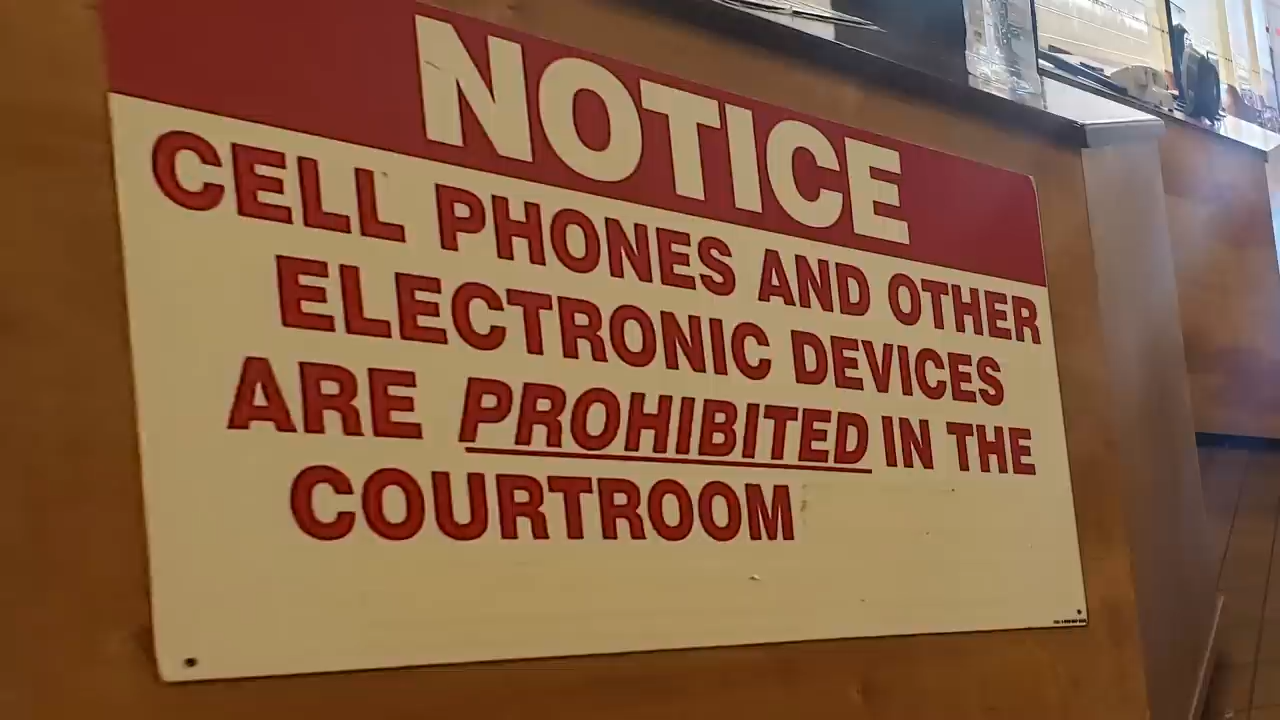 NOTICE
CELL PHONES AND OTHER
ELECTRONIC DEVICES
ARE PROHIBITED IN THE
COURTROOM